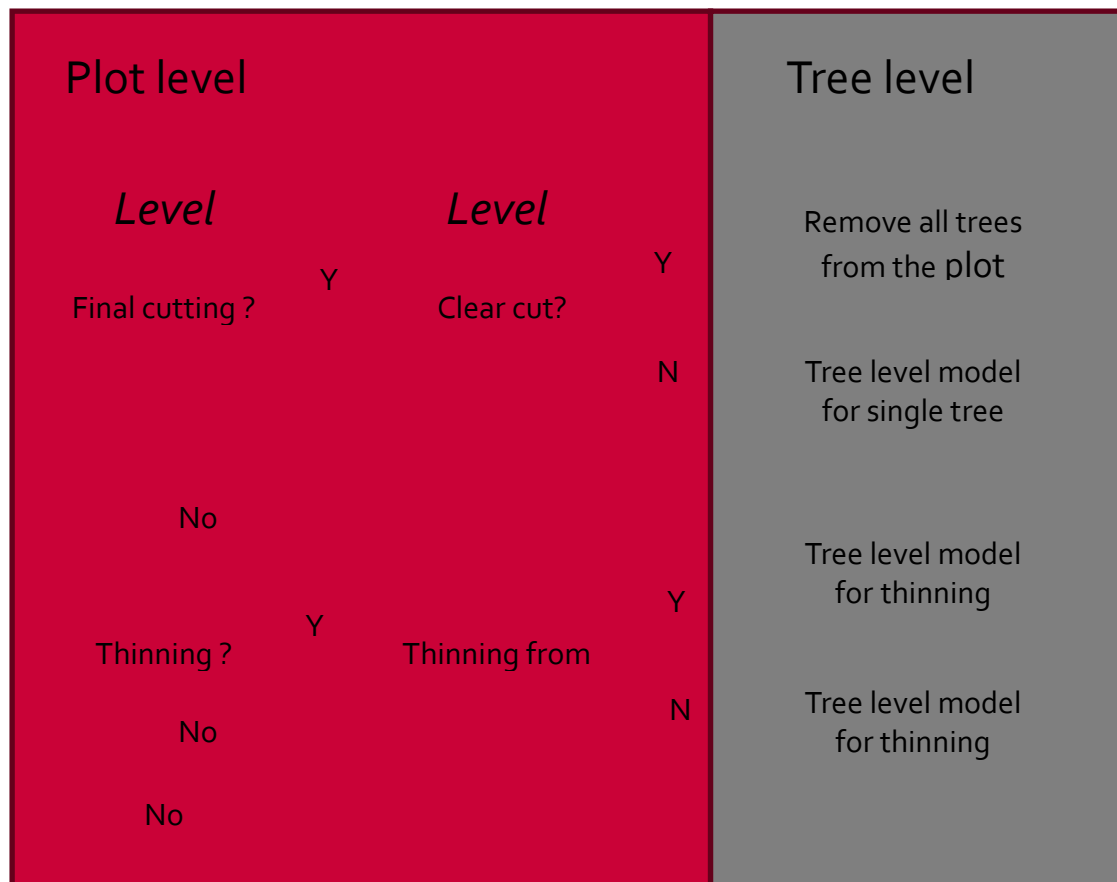 Plot level
Tree level
Level
Level
Remove all trees
from the plot
Y
Y
Final cutting ?
Clear cut?
N
Tree level model
for single tree
No
Tree level model
for thinning
Y
Y
Thinning ?
Thinning from
N
Tree level model
for thinning
No
No